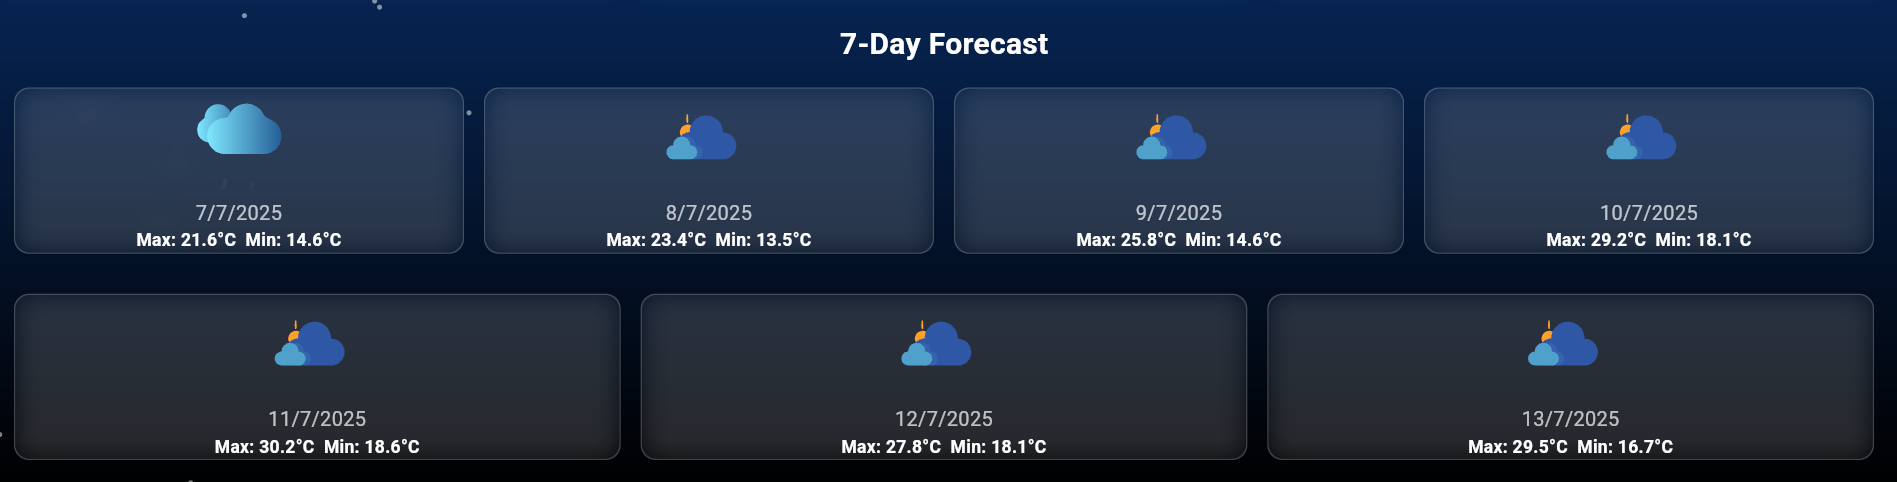 7-Day Forecast
7/7/2025
Max: 21.6°C Min: 14.6°C
8/7/2025
Max: 23.4°C Min: 13.5°C
9/7/2025
Max: 25.8°C Min: 14.6°C
10/7/2025
Max: 29.2°C Min: 18.1°C
11/7/2025
Max: 30.2°C Min: 18.6°C
12/7/2025
Max: 27.8°C Min: 18.1°C
13/7/2025
Max: 29.5°C Min: 16.7°C